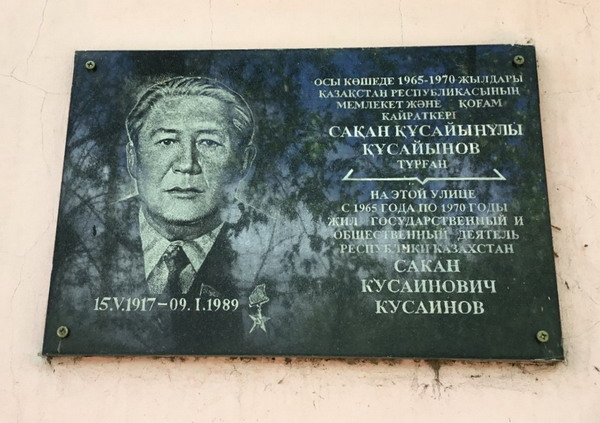 ОСЫ КӨШЕДЕ 1965-1970 ЖЫЛДАРЫ
ҚАЗАҚСТАН РЕСПУБЛИКАСЫНЫҢ
МЕМЛЕКЕТ ЖӘНЕ ҚОҒАМ
ҚАЙРАТКЕРІ
САҚАН ҚҰСАЙЫНҰЛЫ
ҚҰСАЙЫНОВ
ТҰРҒАН
НА ЭТОЙ УЛИЦЕ
С 1965 ГОДА ПО 1970 ГОДЫ
ЖИЛ ГОСУДАРСТВЕННЫЙ И
ОБЩЕСТВЕННЫЙ ДЕЯТЕЛЬ
РЕСПУБЛИКИ КАЗАХСТАН
САКАН
КУСАИНОВИЧ
КУСАИНОВ
15.V.1917-09.I.1989